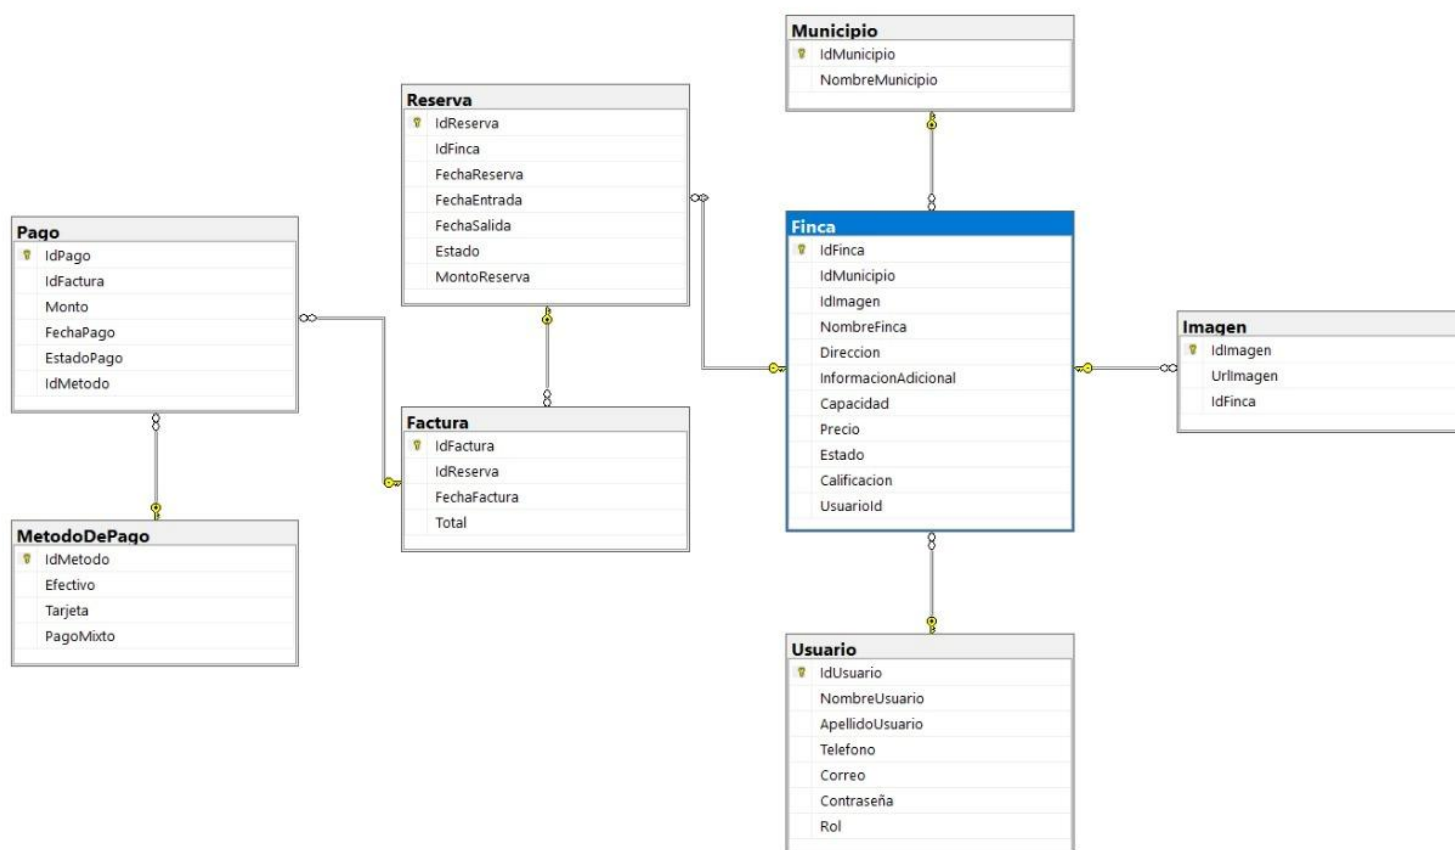 Municipio
IdMunicipio
NombreMunicipio
Reserva
IdReserva
IdFinca
FechaReserva
FechaEntrada
FechaSalida
Estado
MontoReserva
Pago
IdPago
IdFactura
Monto
FechaPago
EstadoPago
IdMetodo
Finca
IdFinca
IdMunicipio
IdImagen
NombreFinca
Direccion
InformacionAdicional
Capacidad
Precio
Estado
Calificacion
UsuarioId
Imagen
IdImagen
UrlImagen
IdFinca
Factura
IdFactura
IdReserva
FechaFactura
Total
MetodoDePago
IdMetodo
Efectivo
Tarjeta
PagoMixto
Usuario
IdUsuario
NombreUsuario
ApellidoUsuario
Telefono
Correo
Contraseña
Rol